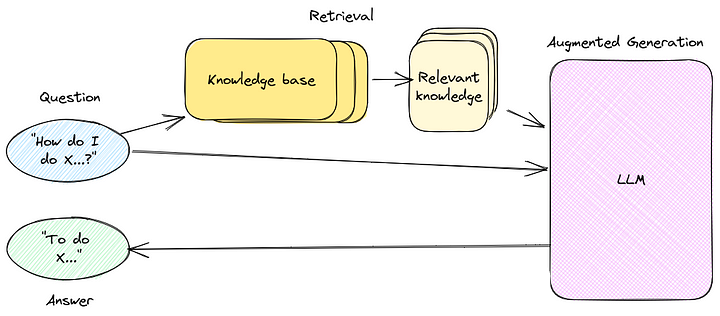 Retrieval
Augmented Generation
Knowledge base
Relevant
knowledge
Question
"How do I
do X...?"
LLM
"To do
X..."
Answer